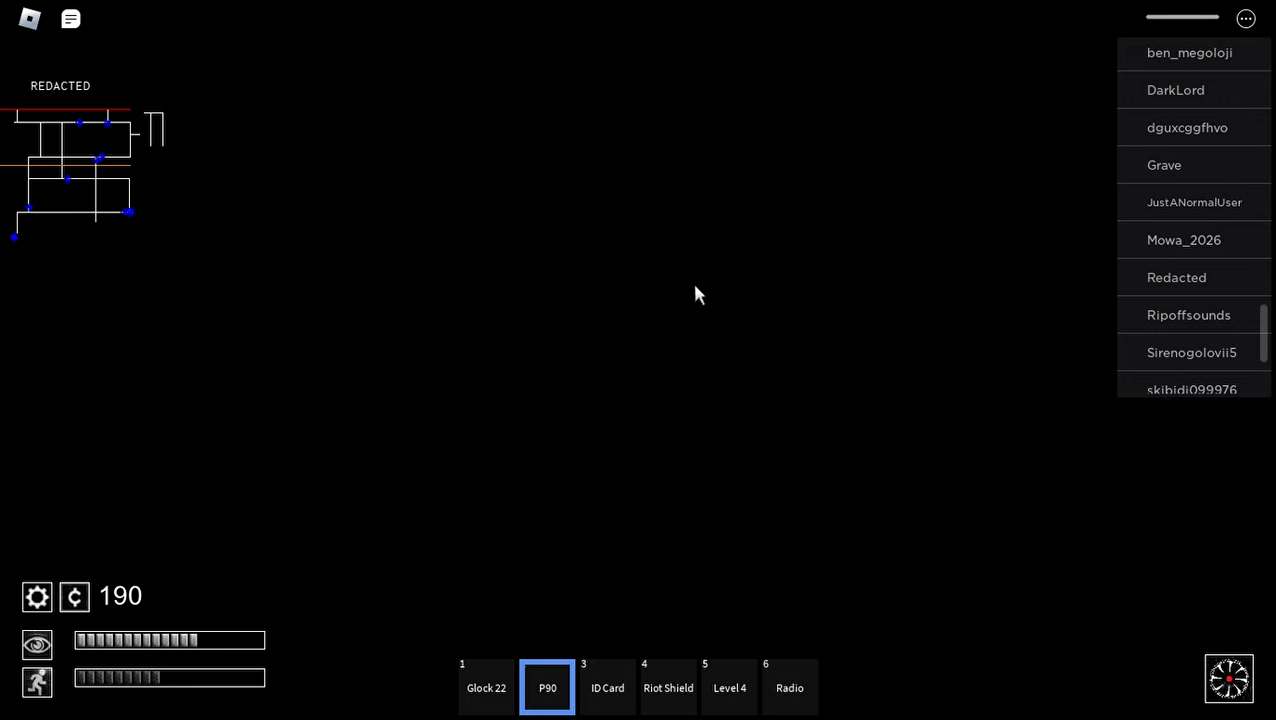 REDACTED
ben_megoloji
DarkLord
dguxcggfhvo
Grave
JustANormalUser
Mowa_2026
Redacted
Ripoffsounds
Sirenogolovii5
skibidi099976
190
1 Glock 22
P90
3 ID Card
4 Riot Shield
5 Level 4
6 Radio